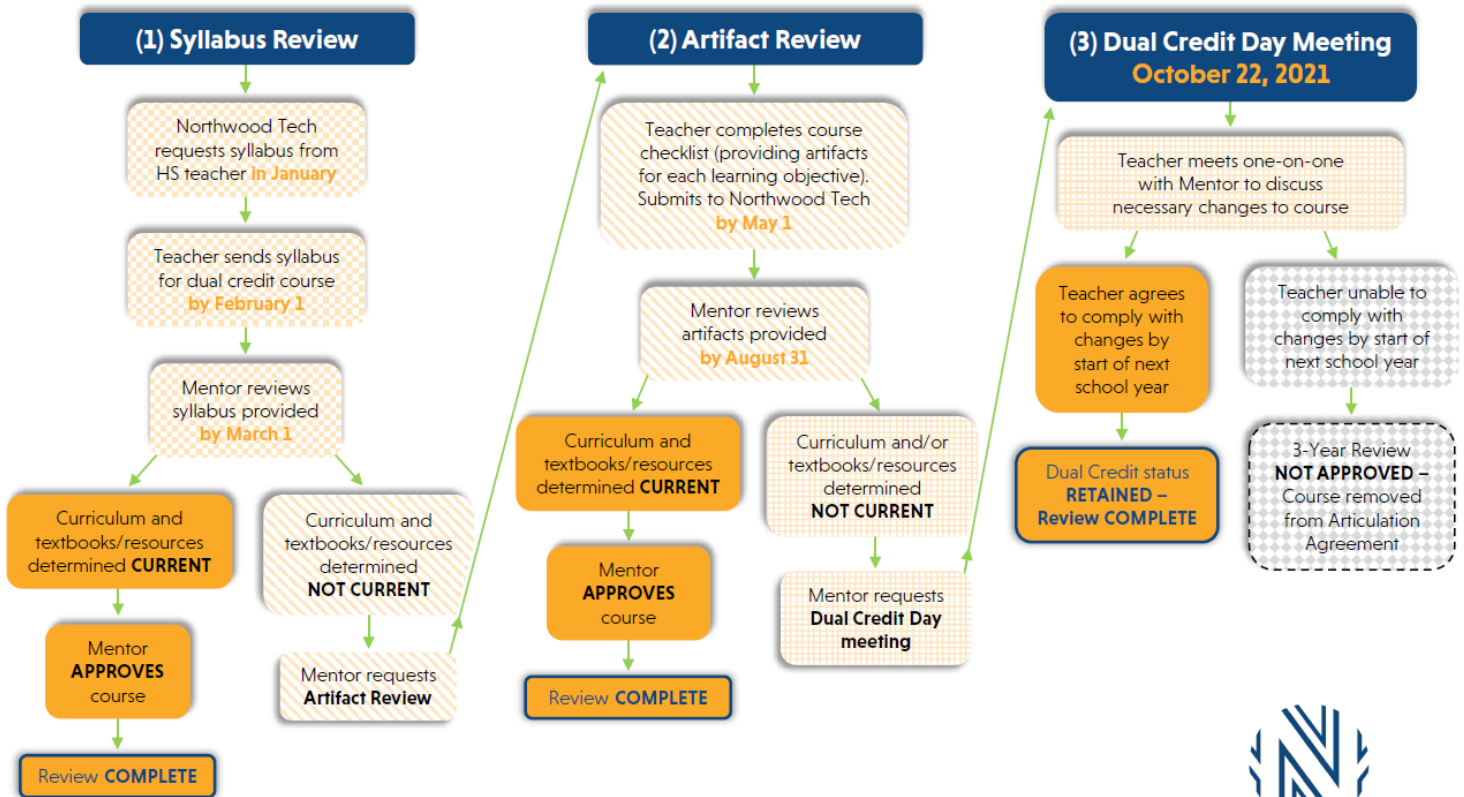 (1) Syllabus Review
Northwood Tech
requests syllabus from
HS teacher in January
Teacher sends syllabus
for dual credit course
by February 1
Mentor reviews
syllabus provided
by March 1
Curriculum and
textbooks/resources
determined CURRENT
Mentor
APPROVES
course
Review COMPLETE
Curriculum and
textbooks/resources
determined
NOT CURRENT
Mentor requests
Artifact Review
(2) Artifact Review
Teacher completes course
checklist (providing artifacts
for each learning objective).
Submits to Northwood Tech
by May 1
Mentor reviews
artifacts provided
by August 31
Curriculum and
textbooks/resources
determined CURRENT
Mentor
APPROVES
course
Review COMPLETE
Curriculum and/or
textbooks/resources
determined
NOT CURRENT
Mentor requests
Dual Credit Day
meeting
(3) Dual Credit Day Meeting
October 22, 2021
Teacher meets one-on-one
with Mentor to discuss
necessary changes to course
Teacher agrees
to comply with
changes by
start of next
school year
Dual Credit status
RETAINED –
Review COMPLETE
Teacher unable to
comply with
changes by start of
next school year
3-Year Review
NOT APPROVED –
Course removed
from Articulation
Agreement